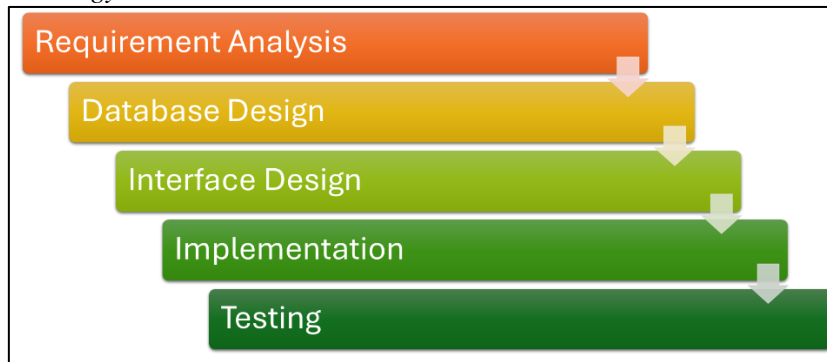 Requirement Analysis
Database Design
Interface Design
Implementation
Testing